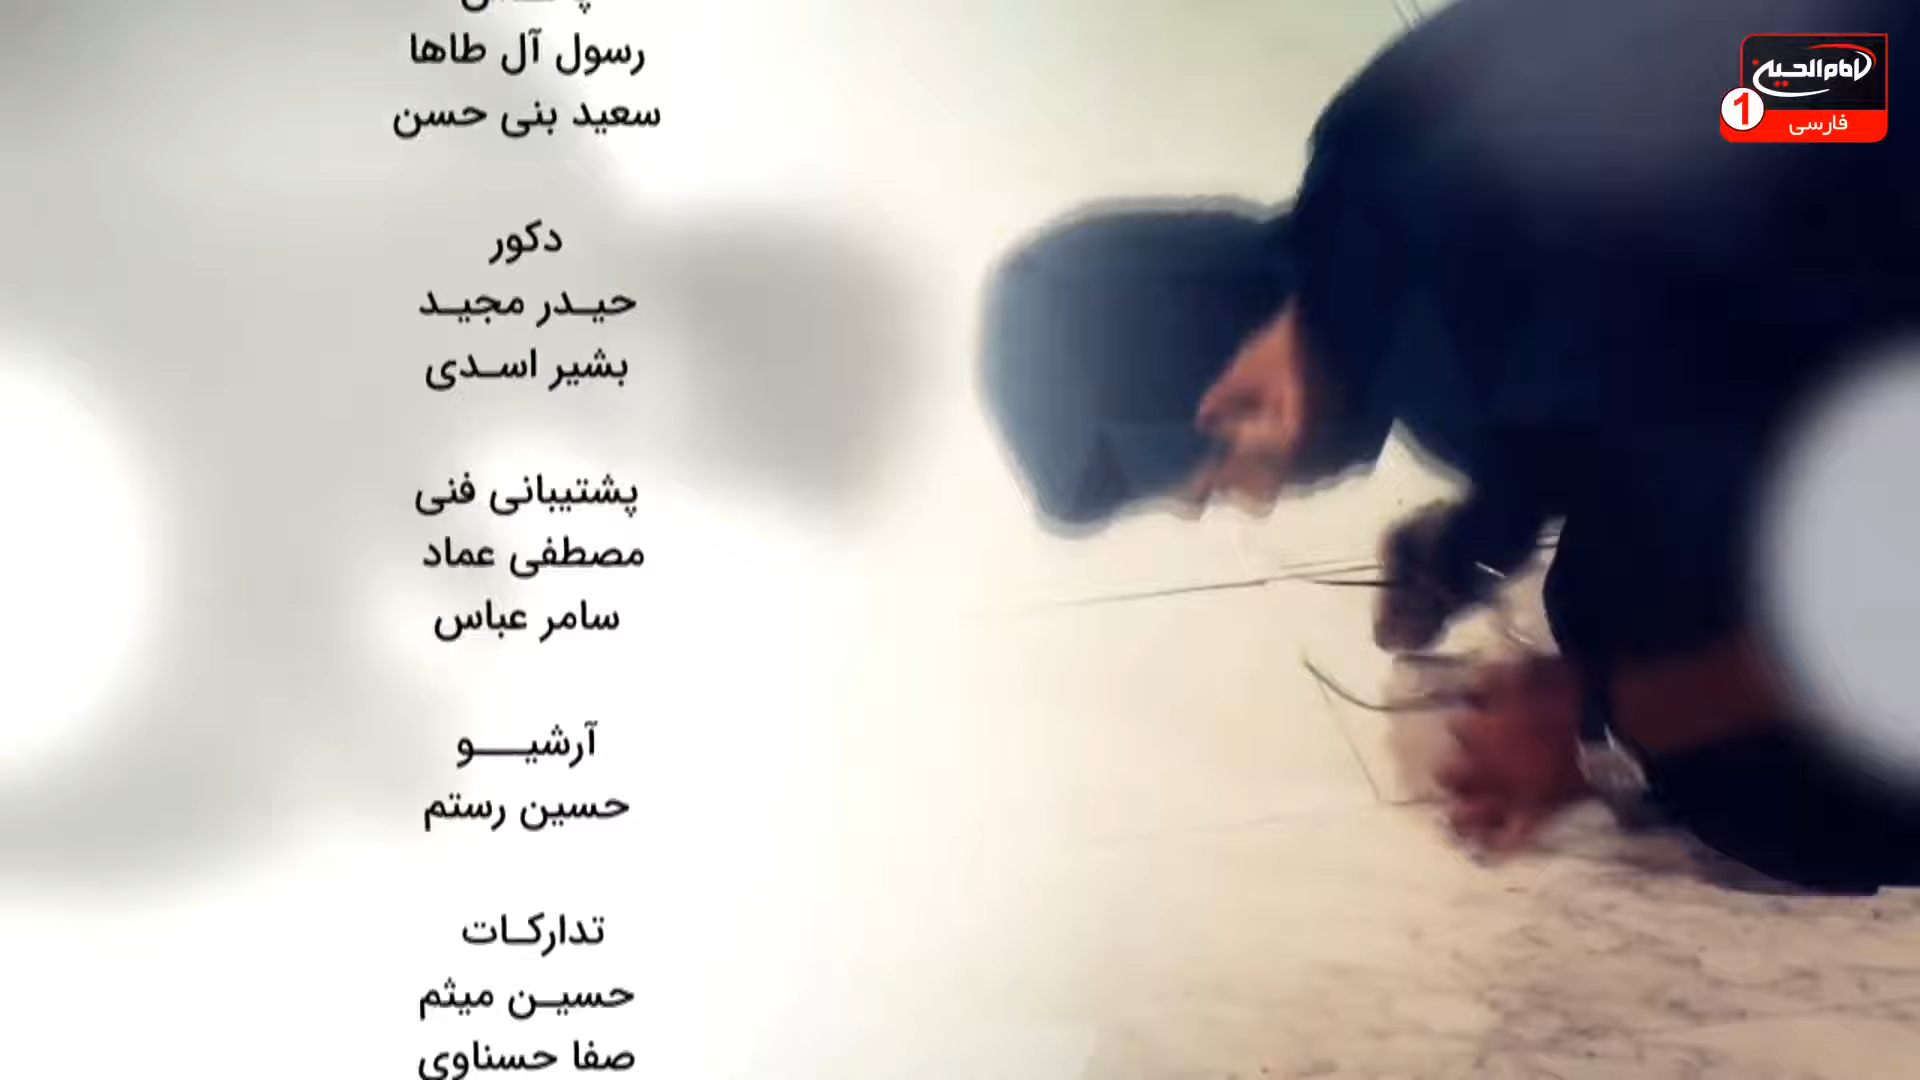 رسول آل طاها
سعید بنی حسن
دکور
حیـدر مجیـد
بشیر اسـدی
پشتیبانی فنی
مصطفی عماد
سامر عباس
آرشیـــو
حسین رستم
تدارکـات
حسیـن میثم
صفا حسناوی
امام الحسین
1
فارسی